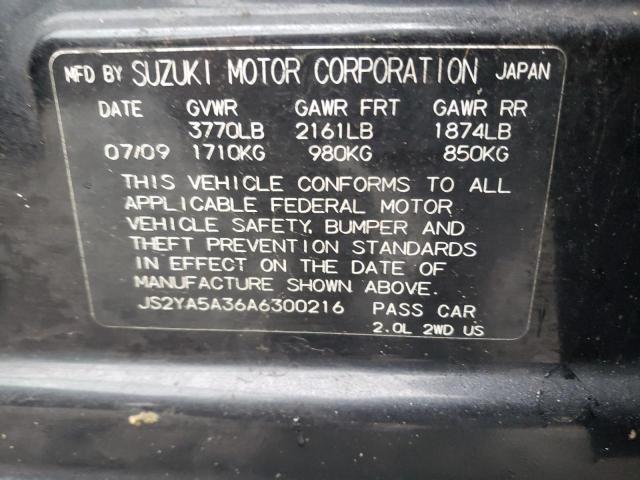 MFD BY SUZUKI MOTOR CORPORATION JAPAN
DATE GVWR GAWR FRT GAWR RR
3770LB 2161LB 1874LB
07/09 1710KG 980KG 850KG
THIS VEHICLE CONFORMS TO ALL
APPLICABLE FEDERAL MOTOR
VEHICLE SAFETY, BUMPER AND
THEFT PREVENTION STANDARDS
IN EFFECT ON THE DATE OF
MANUFACTURE SHOWN ABOVE.
JS2YA5A36A6300216 PASS CAR
2.0L 2WD US